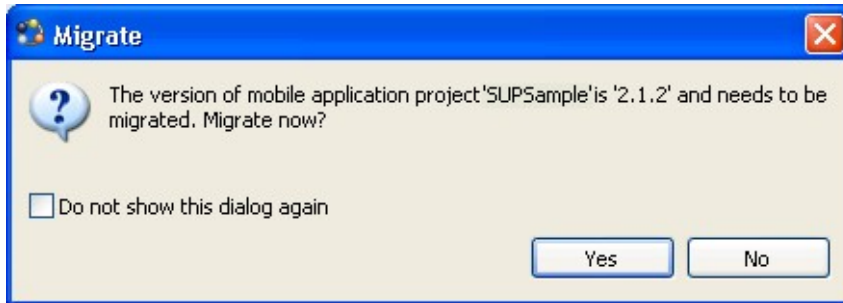 Migrate
The version of mobile application project'SUPSample'is '2.1.2' and needs to be
migrated. Migrate now?
Do not show this dialog again
Yes No